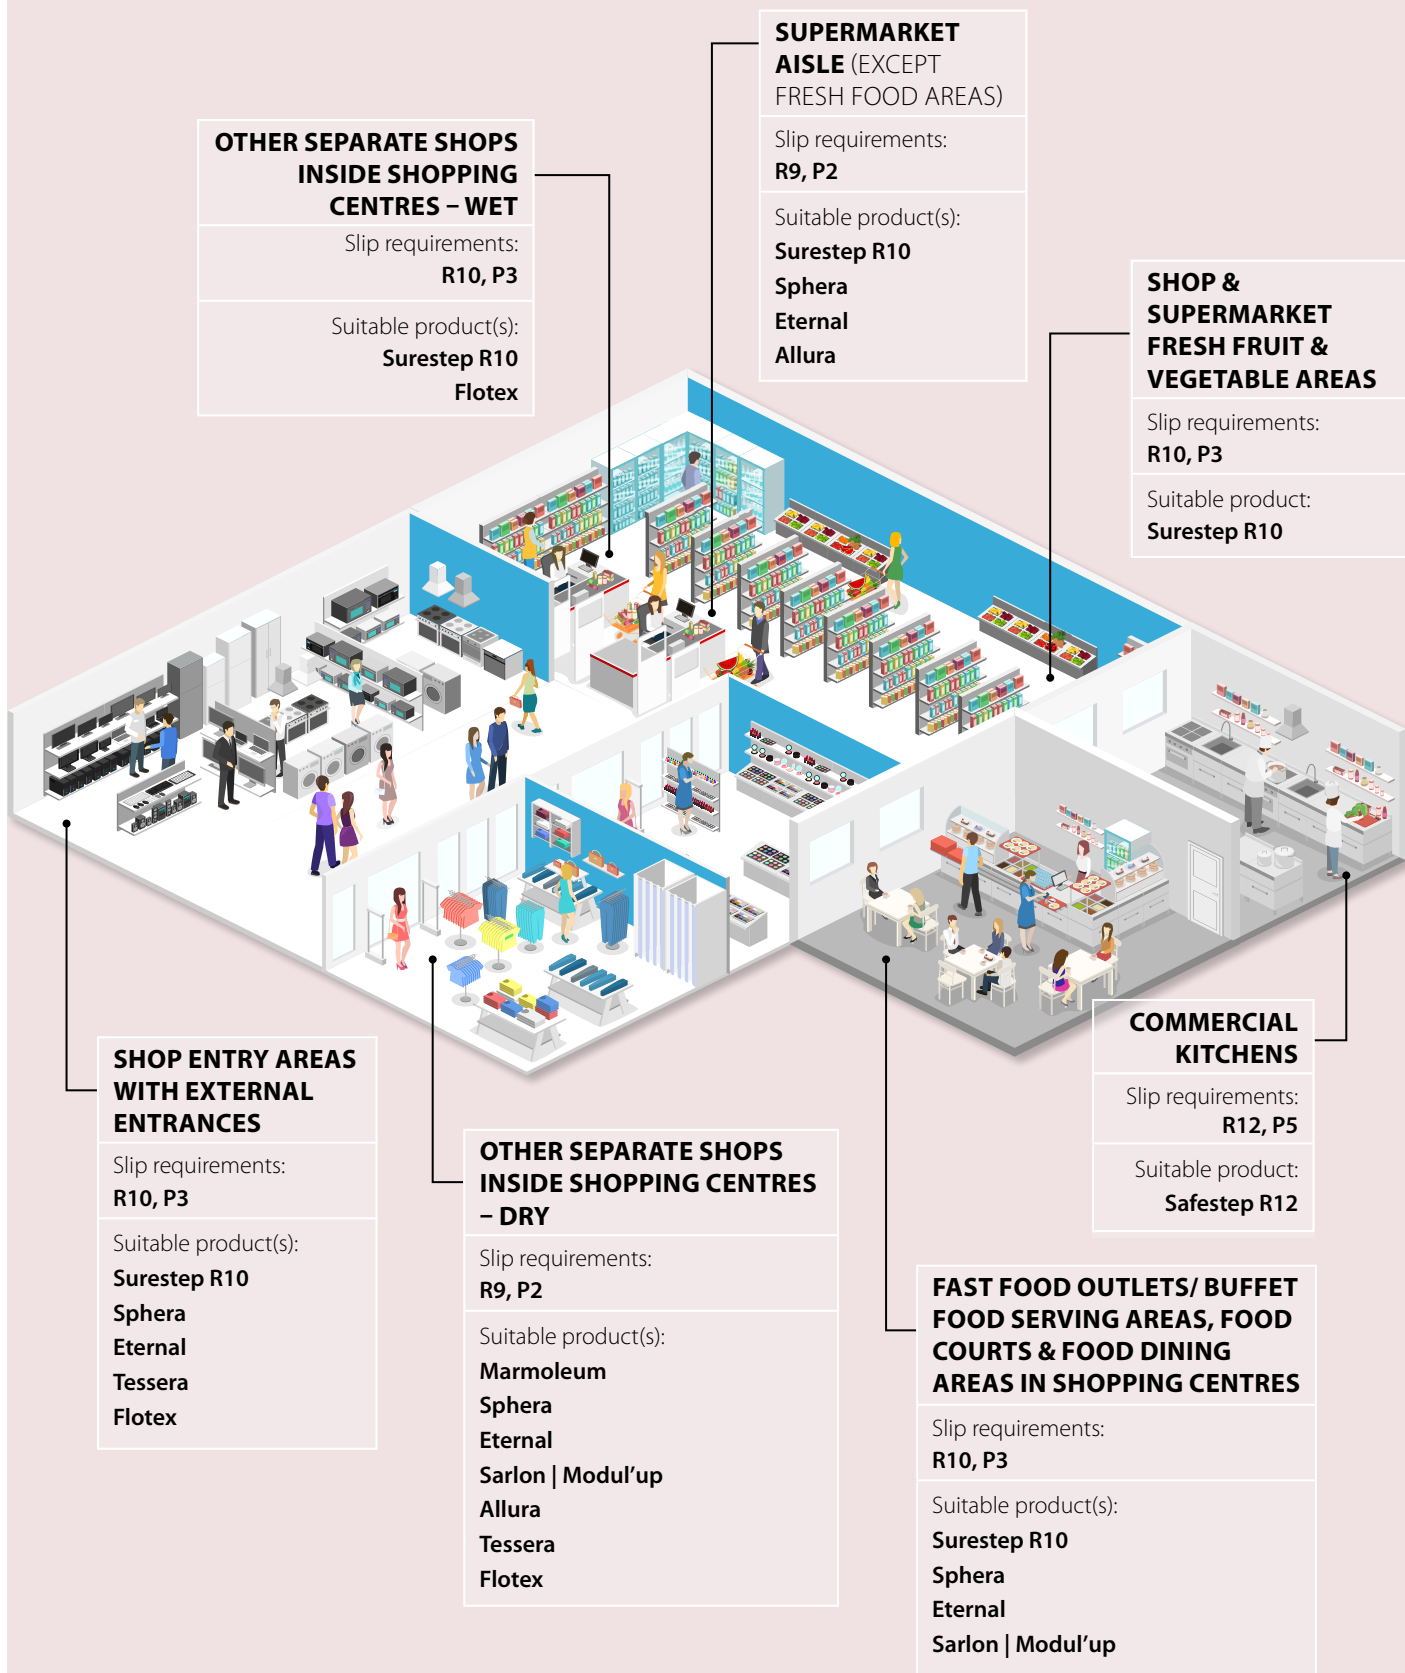 SUPERMARKET
AISLE (EXCEPT
FRESH FOOD AREAS)
Slip requirements:
R9, P2
Suitable product(s):
Surestep R10
Sphera
Eternal
Allura
OTHER SEPARATE SHOPS
INSIDE SHOPPING
CENTRES – WET
Slip requirements:
R10, P3
Suitable product(s):
Surestep R10
Flotex
SHOP &
SUPERMARKET
FRESH FRUIT &
VEGETABLE AREAS
Slip requirements:
R10, P3
Suitable product:
Surestep R10
SHOP ENTRY AREAS
WITH EXTERNAL
ENTRANCES
Slip requirements:
R10, P3
Suitable product(s):
Surestep R10
Sphera
Eternal
Tessera
Flotex
OTHER SEPARATE SHOPS
INSIDE SHOPPING CENTRES
– DRY
Slip requirements:
R9, P2
Suitable product(s):
Marmoleum
Sphera
Eternal
Sarlon | Modul’up
Allura
Tessera
Flotex
COMMERCIAL
KITCHENS
Slip requirements:
R12, P5
Suitable product:
Safestep R12
FAST FOOD OUTLETS/ BUFFET
FOOD SERVING AREAS, FOOD
COURTS & FOOD DINING
AREAS IN SHOPPING CENTRES
Slip requirements:
R10, P3
Suitable product(s):
Surestep R10
Sphera
Eternal
Sarlon | Modul’up